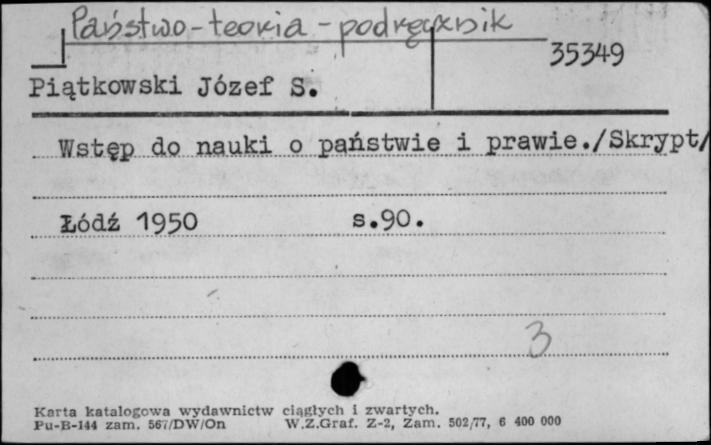 Państwo - teoria - podręcznik
35349
Piątkowski Józef S.
Wstęp do nauki o państwie i prawie./Skrypt/
Łódź 1950 s.90.
3
Karta katalogowa wydawnictw ciągłych i zwartych.
Pu-B-144 zam. 567/DW/On W.Z.Graf. Z-2, Zam. 502/77, 6 400 000